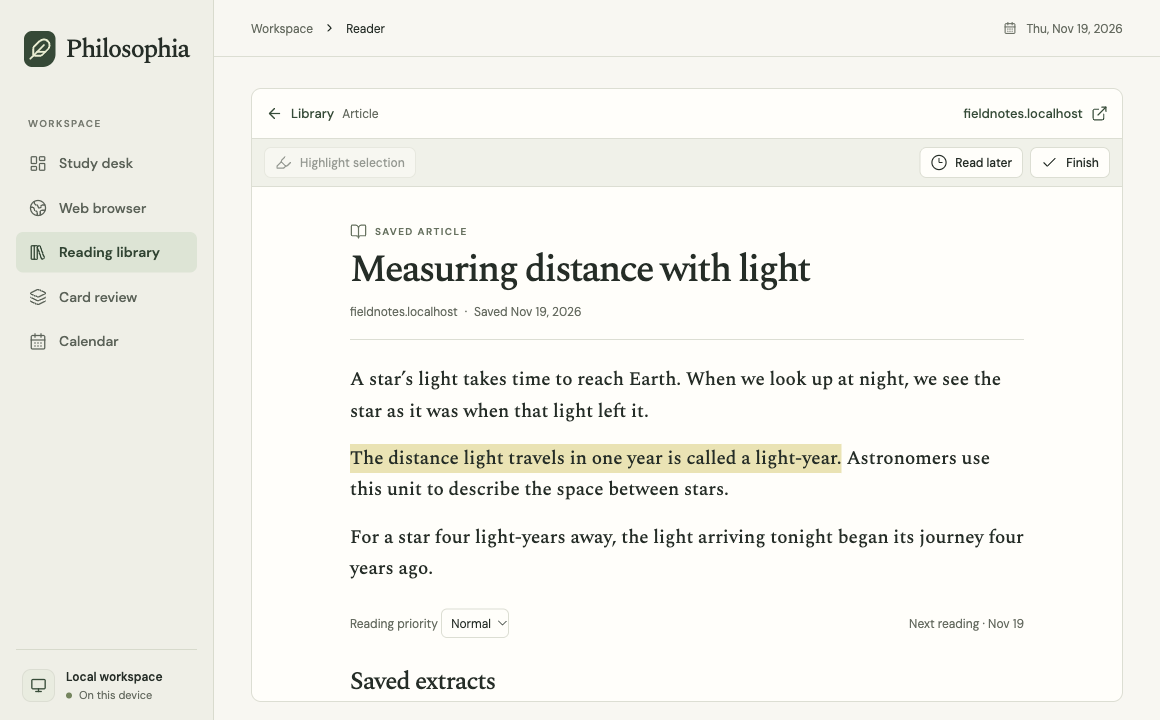 Philosophia
WORKSPACE
Study desk
Web browser
Reading library
Card review
Calendar
Local workspace
On this device
Workspace
Reader
Thu, Nov 19, 2026
Library Article
fieldnotes.localhost
Highlight selection
Read later
Finish
SAVED ARTICLE
Measuring distance with light
fieldnotes.localhost · Saved Nov 19, 2026
A star’s light takes time to reach Earth. When we look up at night, we see the
star as it was when that light left it.
The distance light travels in one year is called a light-year. Astronomers use
this unit to describe the space between stars.
For a star four light-years away, the light arriving tonight began its journey four
years ago.
Reading priority Normal
Next reading · Nov 19
Saved extracts